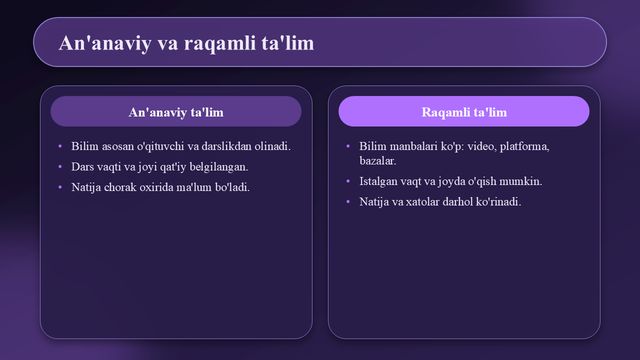 An'anaviy va raqamli ta'lim
An'anaviy ta'lim
• Bilim asosan o'qituvchi va darslikdan olinadi.
• Dars vaqti va joyi qat'iy belgilangan.
• Natija chorak oxirida ma'lum bo'ladi.
Raqamli ta'lim
• Bilim manbalari ko'p: video, platforma,
bazalar.
• Istalgan vaqt va joyda o'qish mumkin.
• Natija va xatolar darhol ko'rinadi.